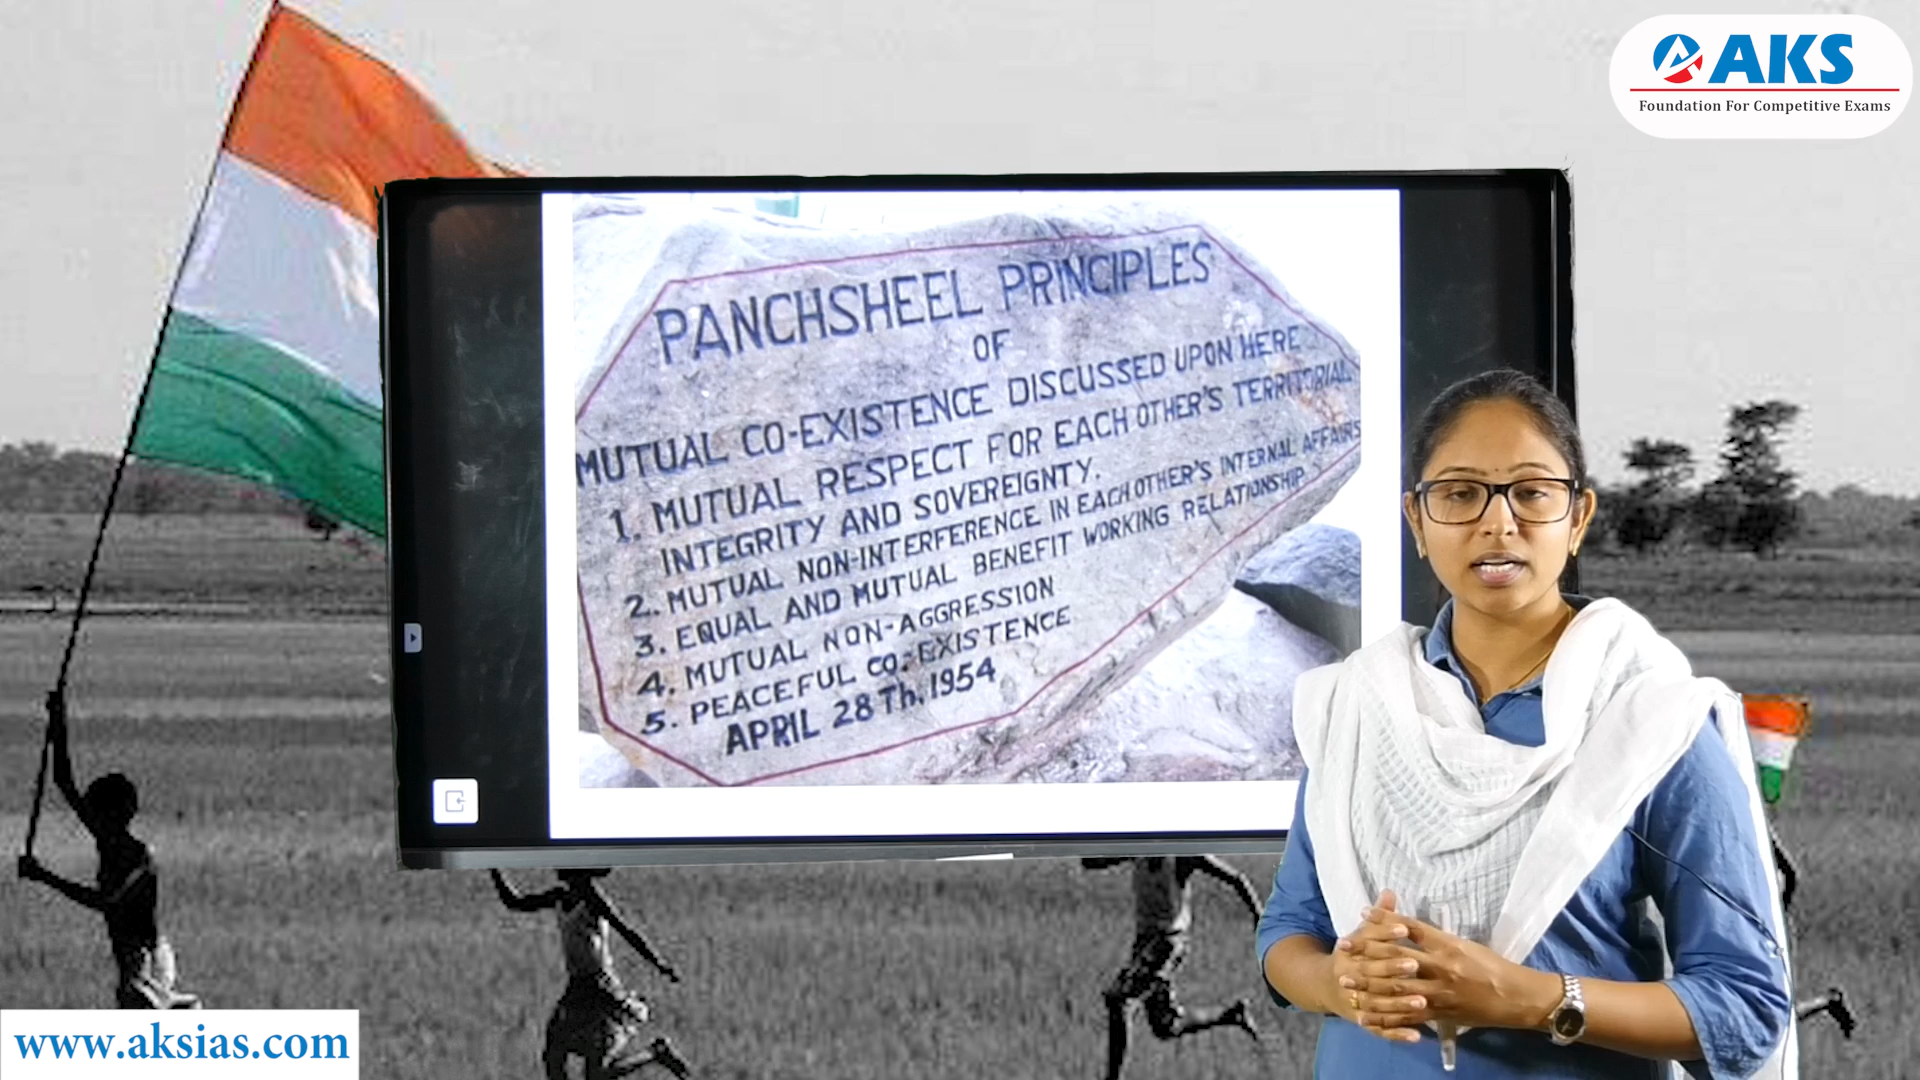 AKS
Foundation For Competitive Exams
PANCHSHEEL PRINCIPLES
OF
MUTUAL CO-EXISTENCE DISCUSSED UPON HERE
1. MUTUAL RESPECT FOR EACH OTHER'S TERRITORIAL
INTEGRITY AND SOVEREIGNTY.
2. MUTUAL NON-INTERFERENCE IN EACH OTHER'S INTERNAL AFFAIRS
3. EQUAL AND MUTUAL BENEFIT WORKING RELATIONSHIP
4. MUTUAL NON-AGGRESSION
5. PEACEFUL CO-EXISTENCE
APRIL 28Th, 1954
www.aksias.com